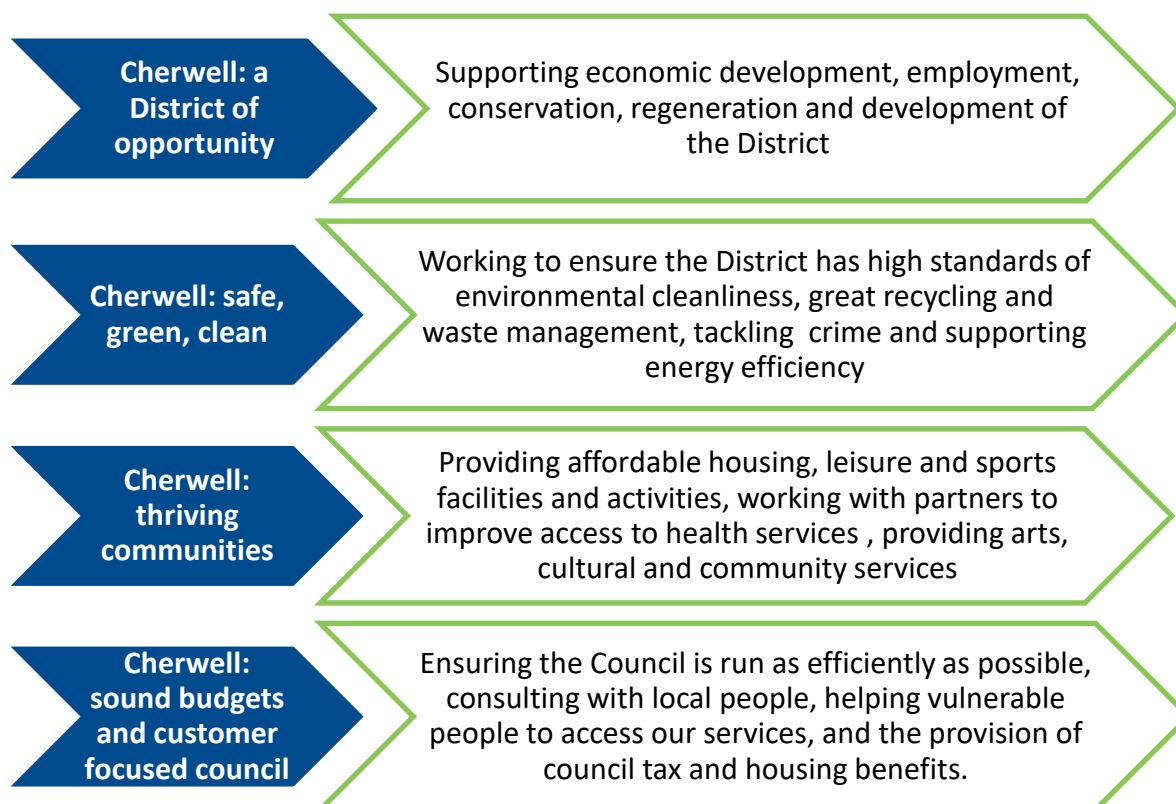 Cherwell: a
District of
opportunity
Supporting economic development, employment,
conservation, regeneration and development of
the District
Cherwell: safe,
green, clean
Working to ensure the District has high standards of
environmental cleanliness, great recycling and
waste management, tackling  crime and supporting
energy efficiency
Cherwell:
thriving
communities
Providing affordable housing, leisure and sports
facilities and activities, working with partners to
improve access to health services , providing arts,
cultural and community services
Cherwell:
sound budgets
and customer
focused council
Ensuring the Council is run as efficiently as possible,
consulting with local people, helping vulnerable
people to access our services, and the provision of
council tax and housing benefits.